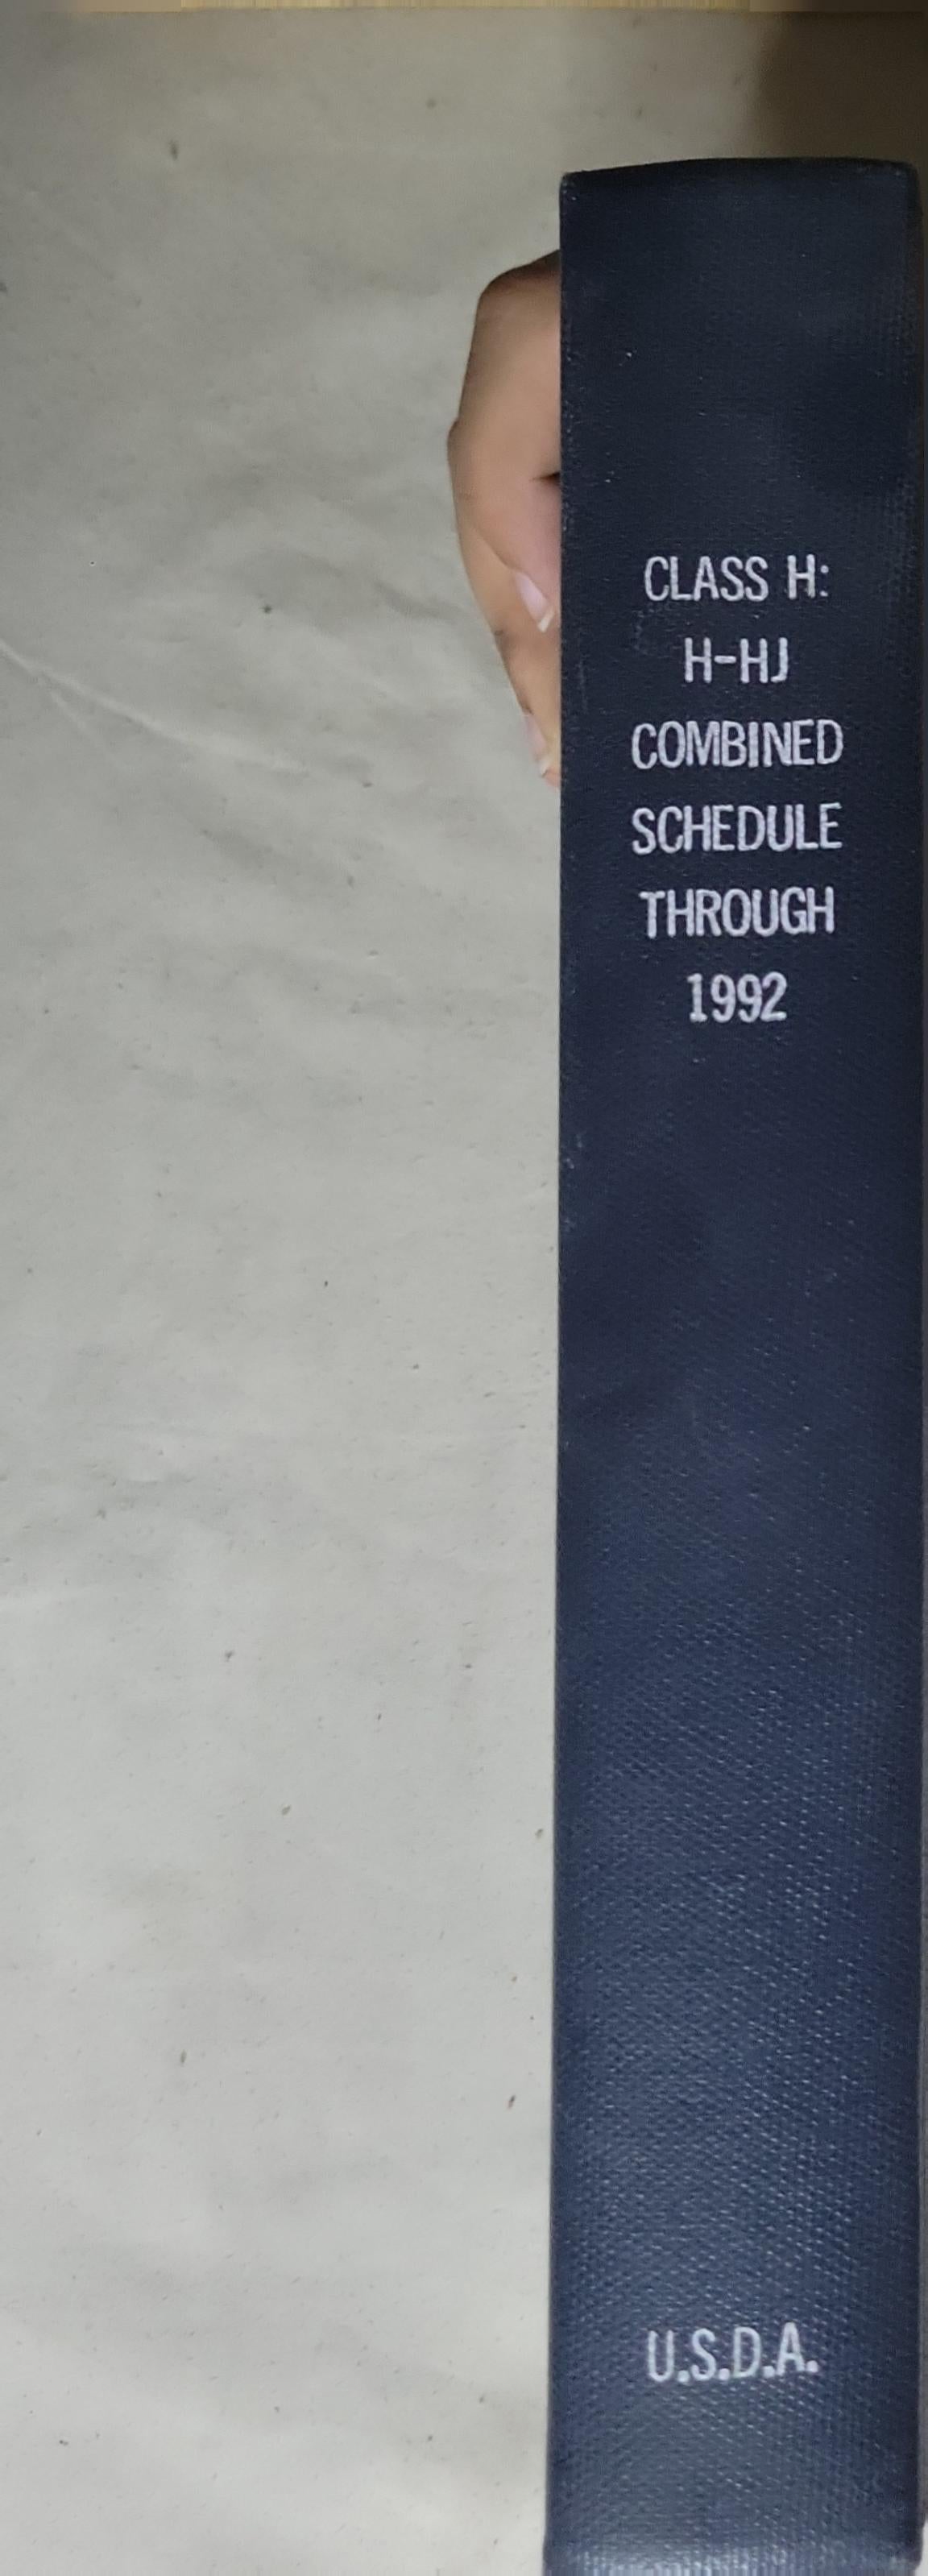 CLASS H:
H-HJ
COMBINED
SCHEDULE
THROUGH
1992
U.S.D.A.